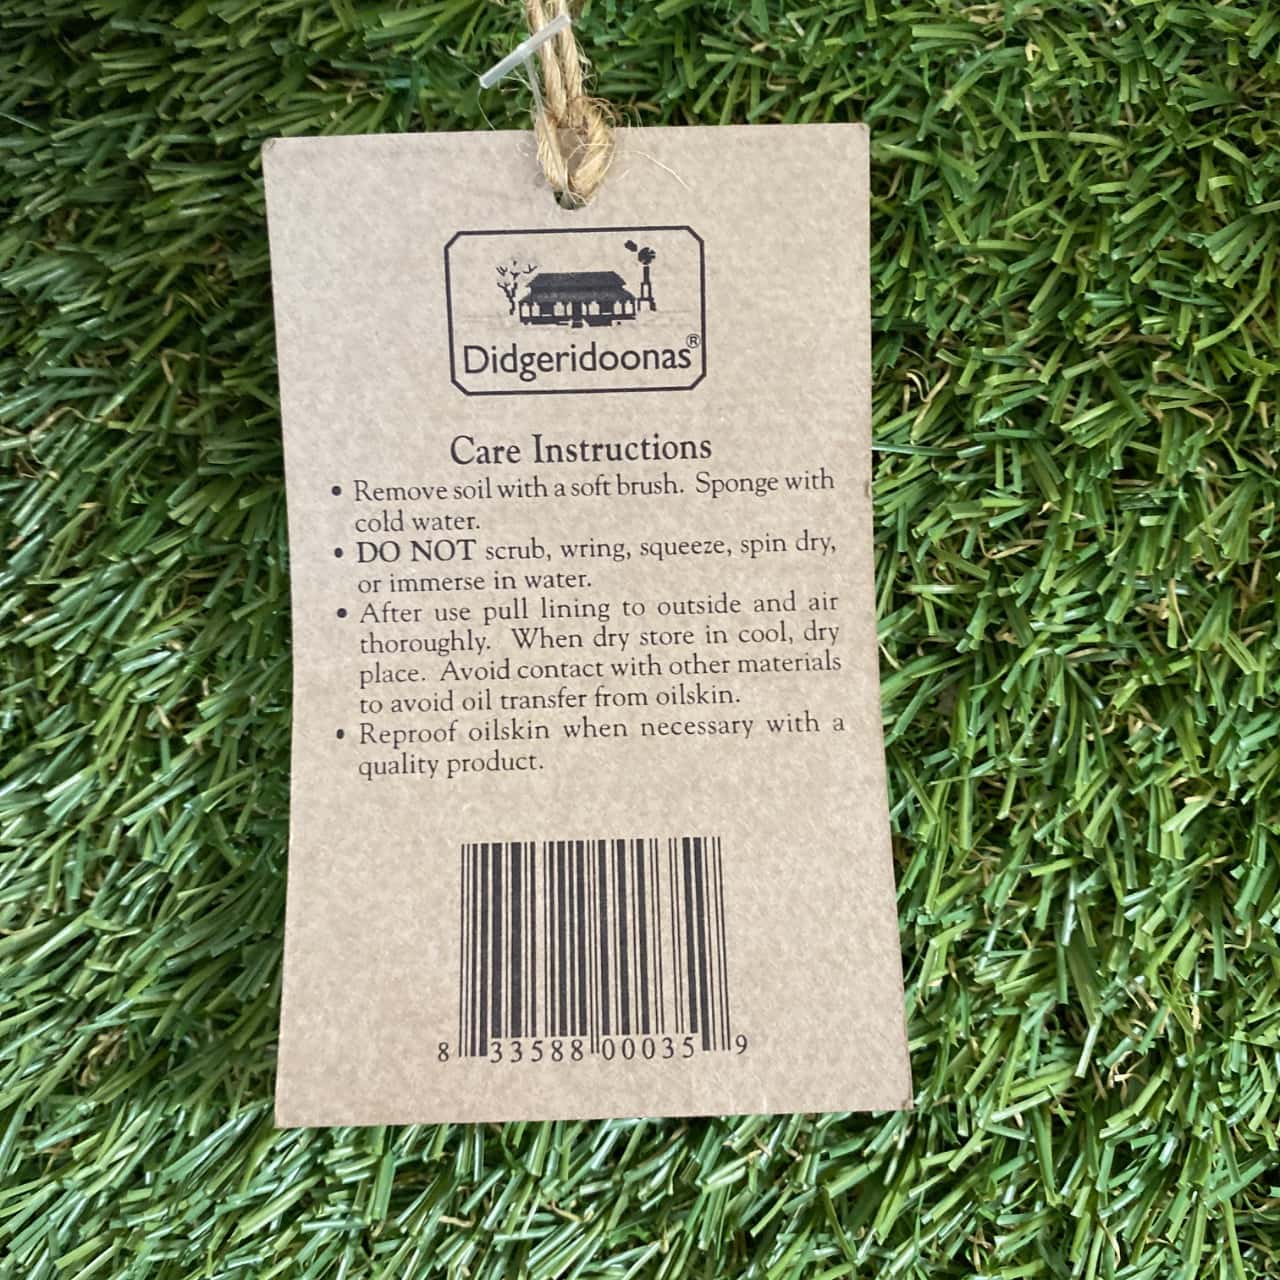 Didgeridoonas®
Care Instructions
• Remove soil with a soft brush. Sponge with
cold water.
• DO NOT scrub, wring, squeeze, spin dry,
or immerse in water.
• After use pull lining to outside and air
thoroughly. When dry store in cool, dry
place. Avoid contact with other materials
to avoid oil transfer from oilskin.
• Reproof oilskin when necessary with a
quality product.
8 33588 00035 9